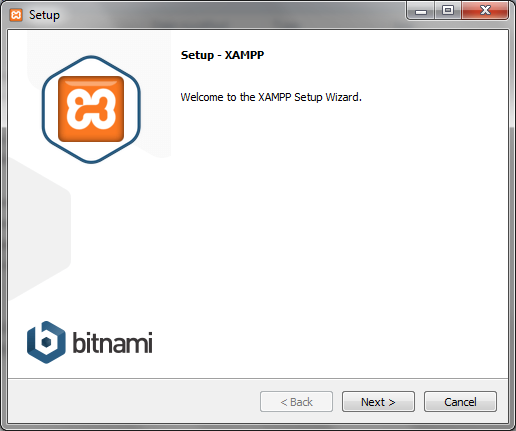 Setup
Setup - XAMPP
Welcome to the XAMPP Setup Wizard.
bitnami
< Back
Next >
Cancel